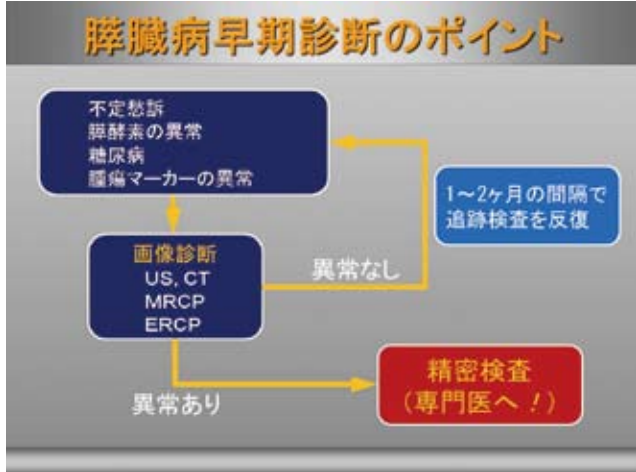 膵臓病早期診断のポイント
不定愁訴
膵酵素の異常
糖尿病
腫瘍マーカーの異常
1～2ヶ月の間隔で
追跡検査を反復
画像診断
US, CT
MRCP
ERCP
異常なし
異常あり
精密検査
(専門医へ！)